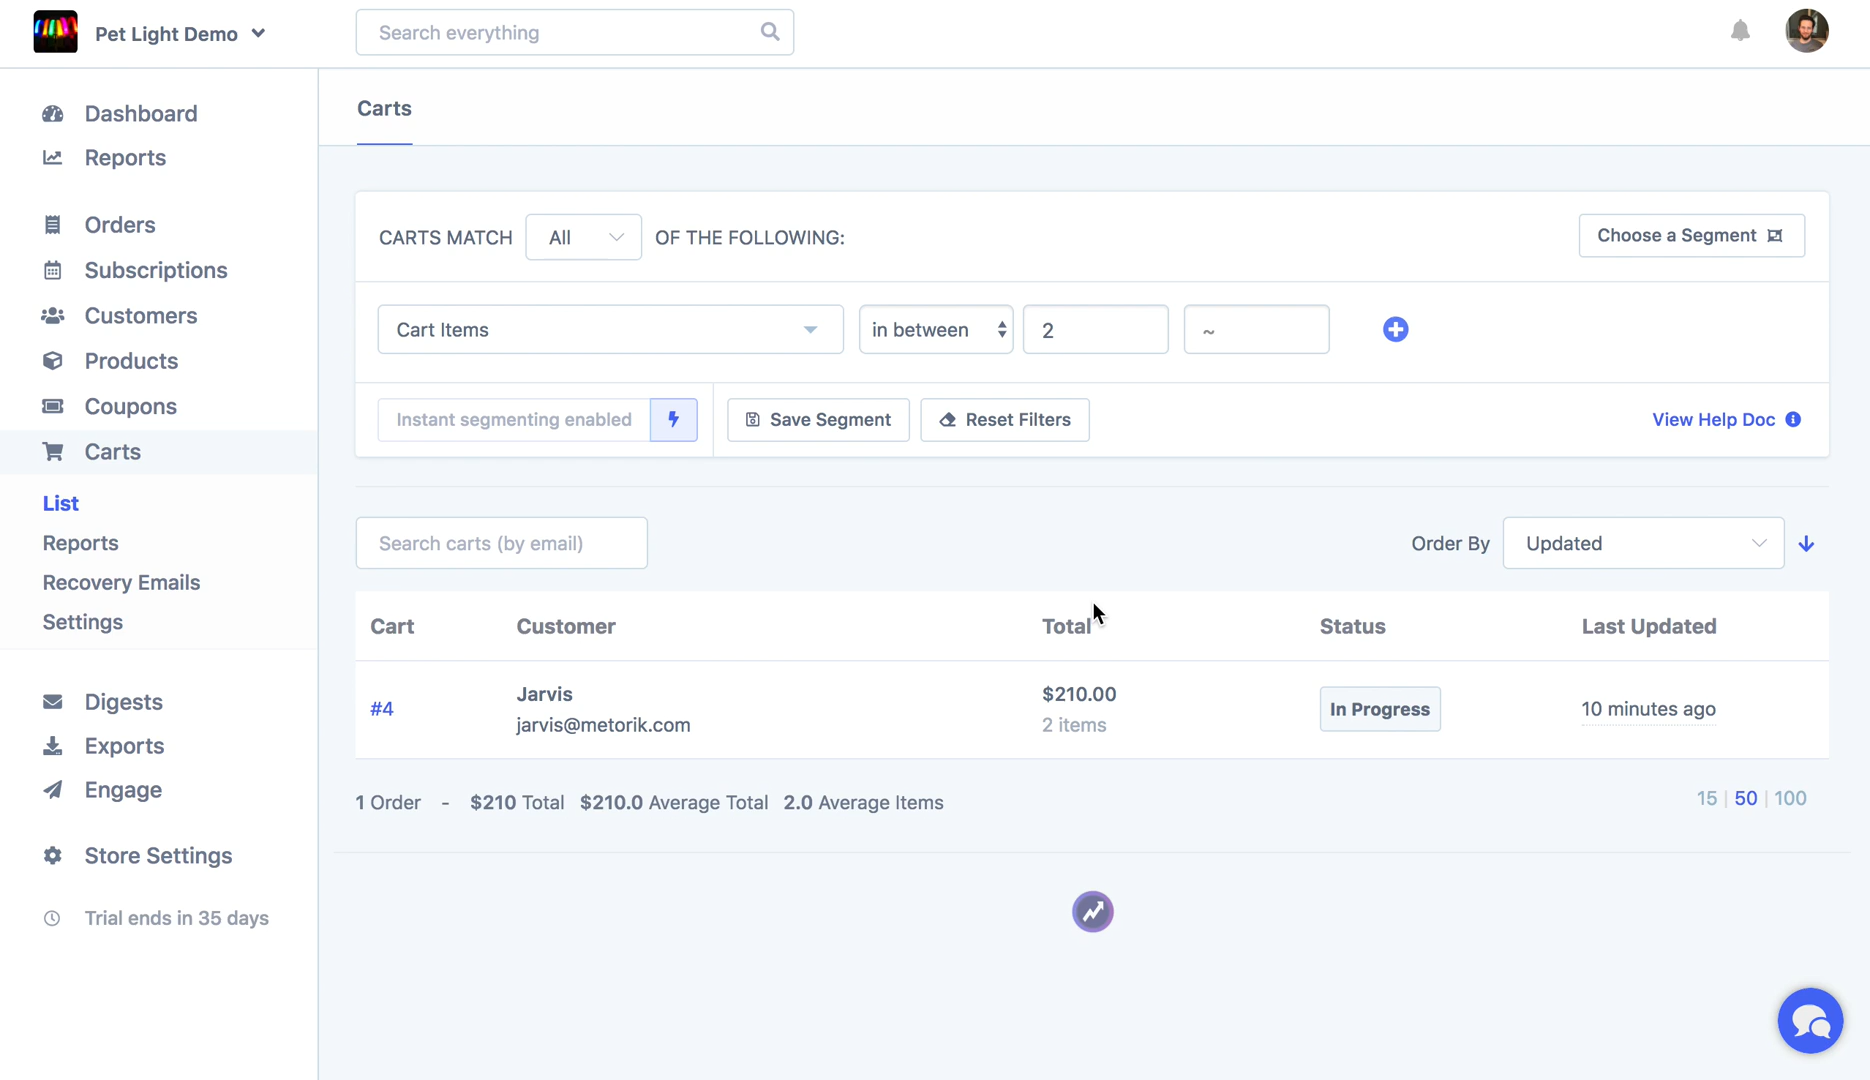 Pet Light Demo
Search everything
Dashboard
Reports
Orders
Subscriptions
Customers
Products
Coupons
Carts
List
Reports
Recovery Emails
Settings
Digests
Exports
Engage
Store Settings
Trial ends in 35 days
Carts
CARTS MATCH All OF THE FOLLOWING:
Choose a Segment
Cart Items in between 2 ~
Instant segmenting enabled Save Segment Reset Filters View Help Doc
Search carts (by email)
Order By Updated
Cart Customer Total Status Last Updated
#4 Jarvis $210.00 In Progress 10 minutes ago
jarvis@metorik.com 2 items
1 Order - $210 Total $210.0 Average Total 2.0 Average Items
15 | 50 | 100